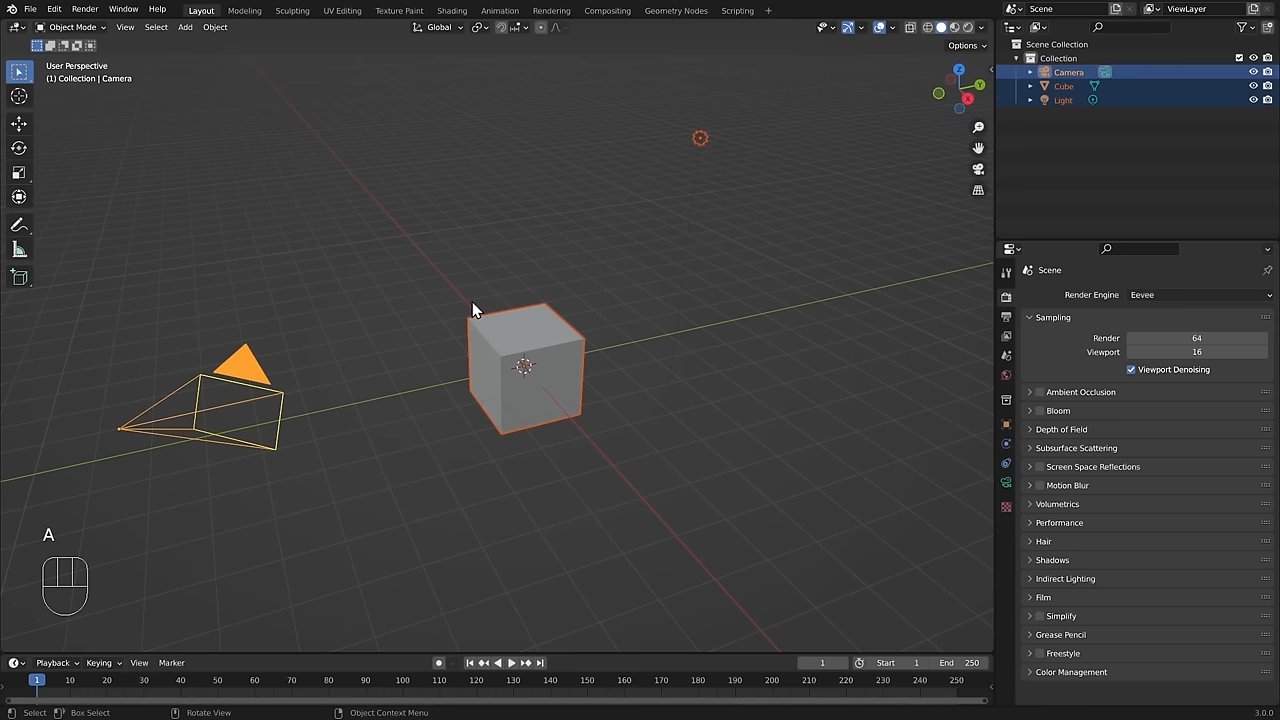 File Edit Render Window Help Layout Modeling Sculpting UV Editing Texture Paint Shading Animation Rendering Compositing Geometry Nodes Scripting + Scene ViewLayer
Object Mode View Select Add Object Global
Options
User Perspective
(1) Collection | Camera
Z
Y
X
A
Scene Collection
Collection
Camera
Cube
Light
Scene
Render Engine Eevee
Sampling
Render 64
Viewport 16
Viewport Denoising
Ambient Occlusion
Bloom
Depth of Field
Subsurface Scattering
Screen Space Reflections
Motion Blur
Volumetrics
Performance
Hair
Shadows
Indirect Lighting
Film
Simplify
Grease Pencil
Freestyle
Color Management
Playback Keying View Marker 1 Start 1 End 250
1 10 20 30 40 50 60 70 80 90 100 110 120 130 140 150 160 170 180 190 200 210 220 230 240 250
Select Box Select Rotate View Object Context Menu 3.0.0